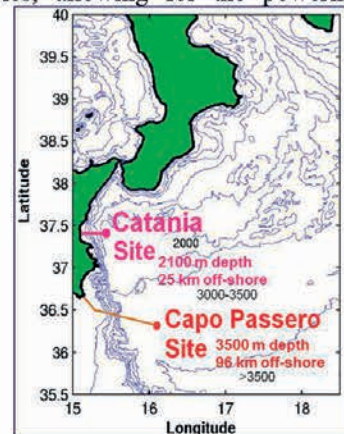 Latitude
40
39.5
39
38.5
38
37.5
37
36.5
36
35.5
Catania
Site
2000
2100 m depth
25 km off-shore
3000-3500
Capo Passero
Site
3500 m depth
96 km off-shore
>3500
15 16 17 18
Longitude